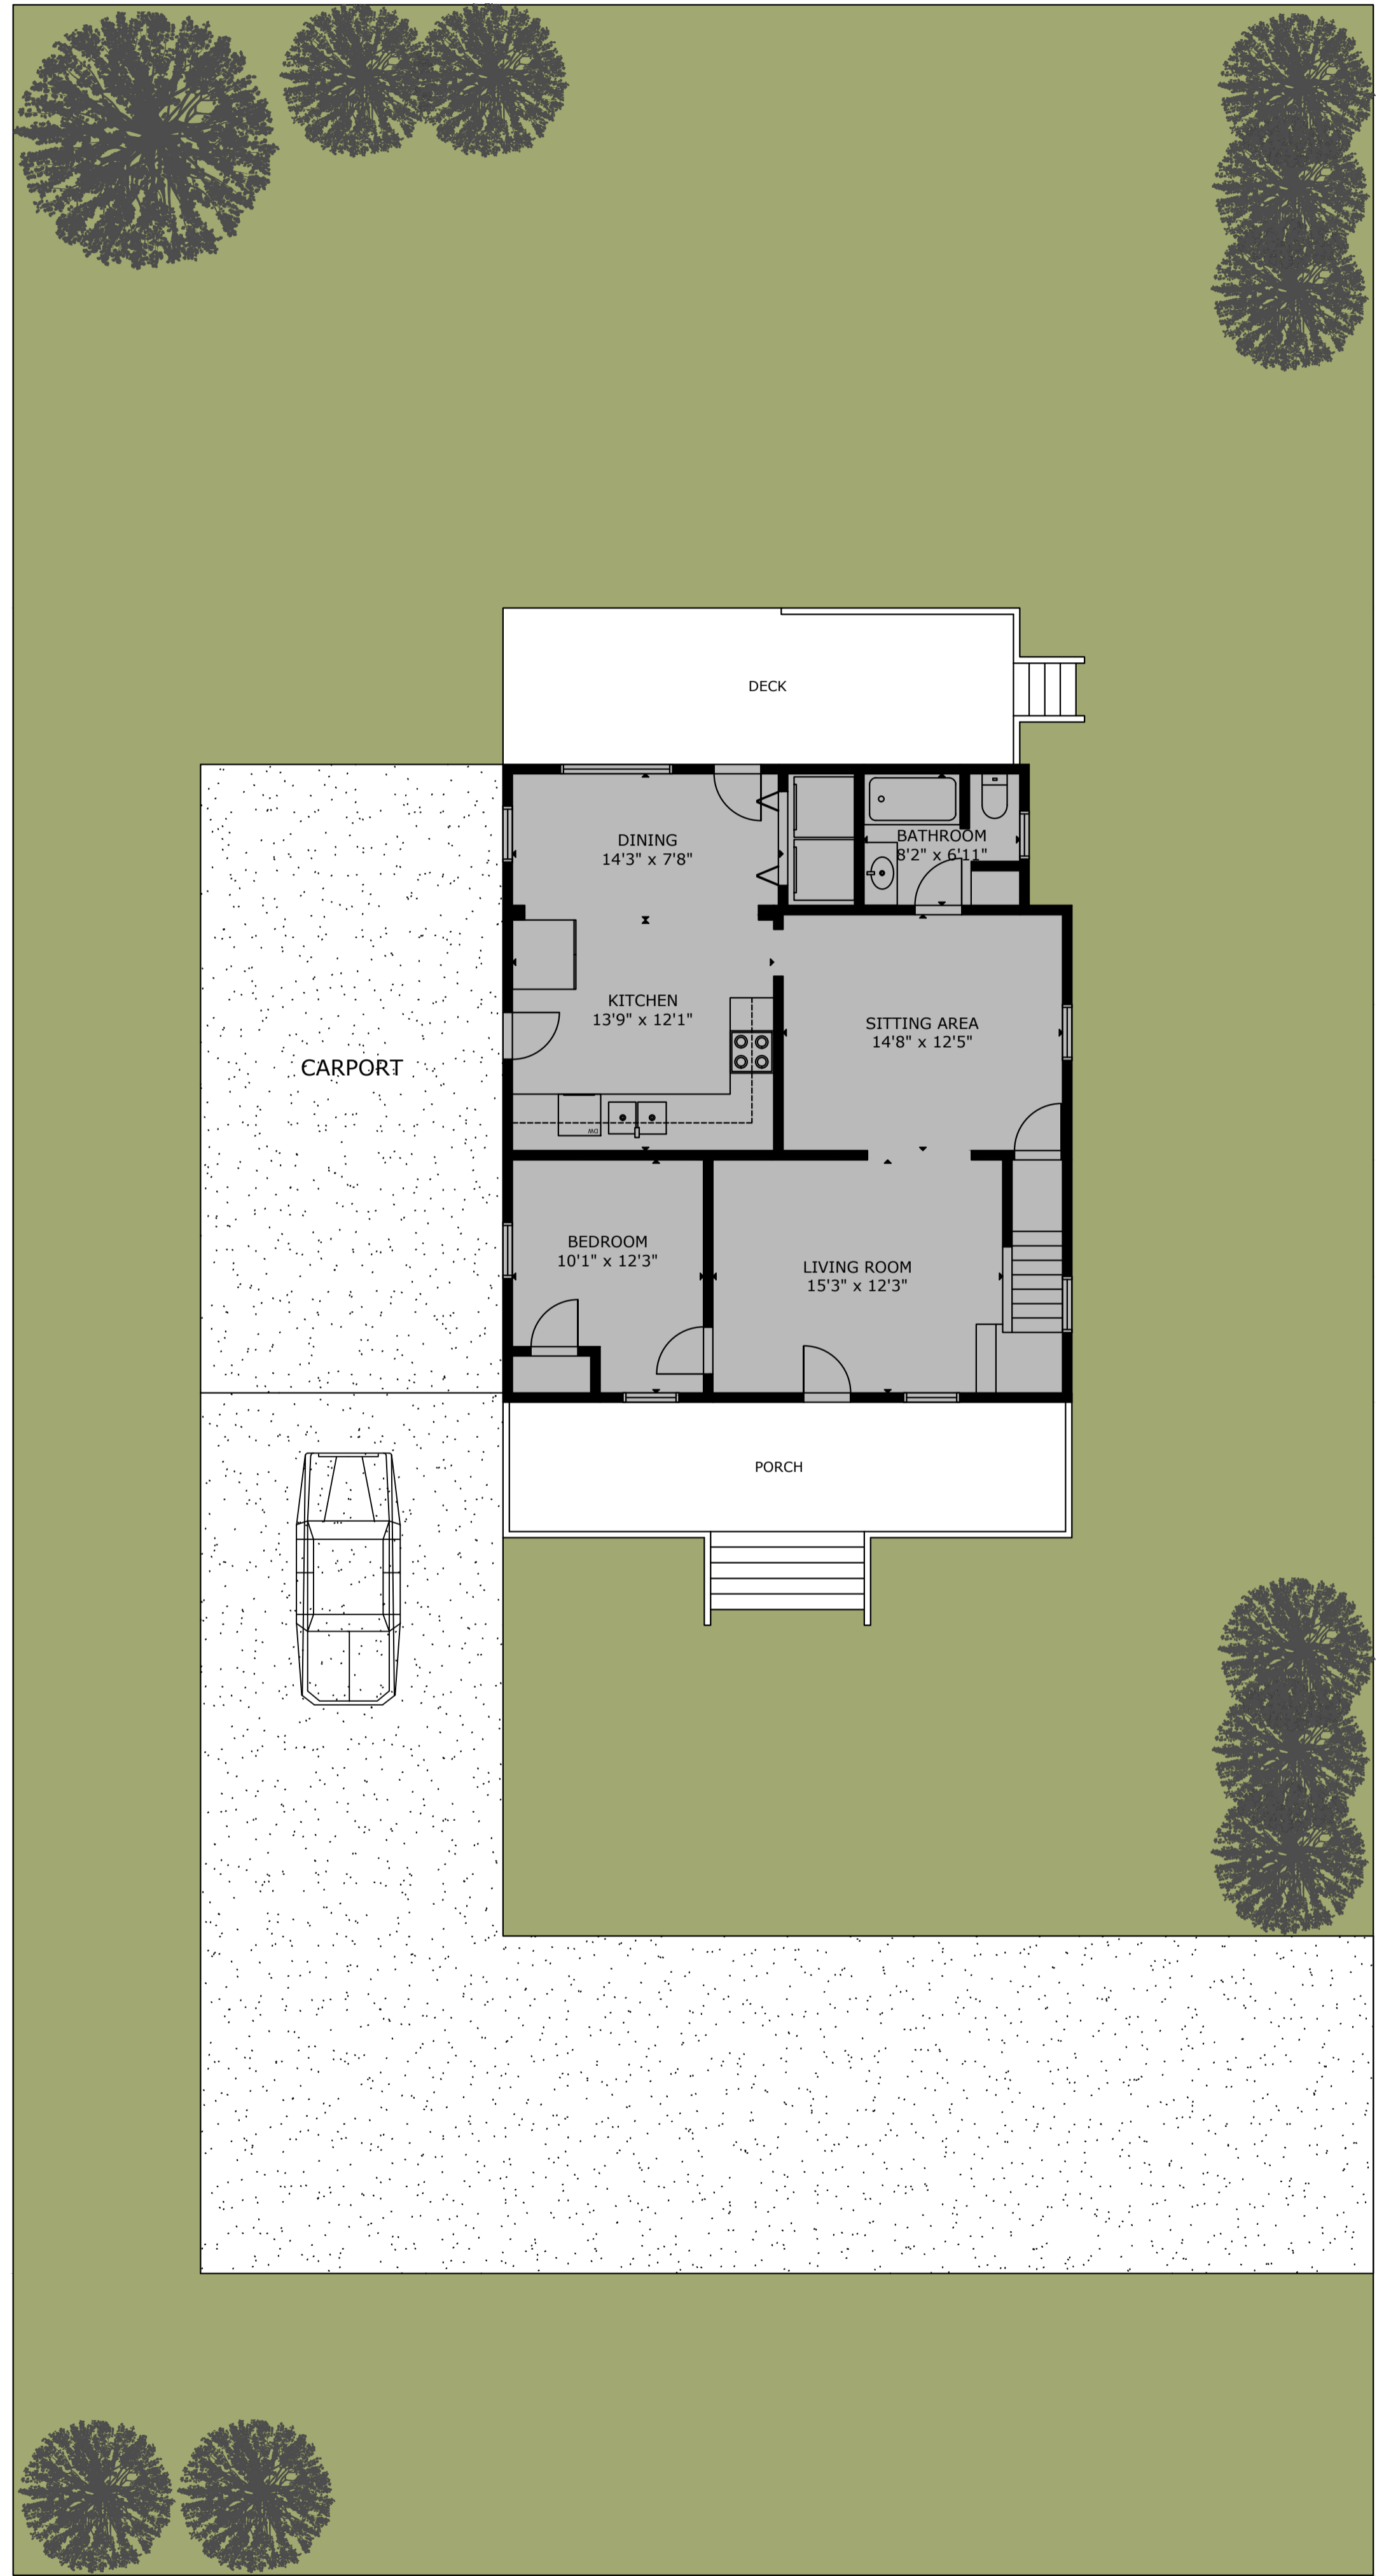 DECK
DINING
14'3" x 7'8"
BATHROOM
8'2" x 6'11"
KITCHEN
13'9" x 12'1"
SITTING AREA
14'8" x 12'5"
CARPORT
DW
BEDROOM
10'1" x 12'3"
LIVING ROOM
15'3" x 12'3"
PORCH